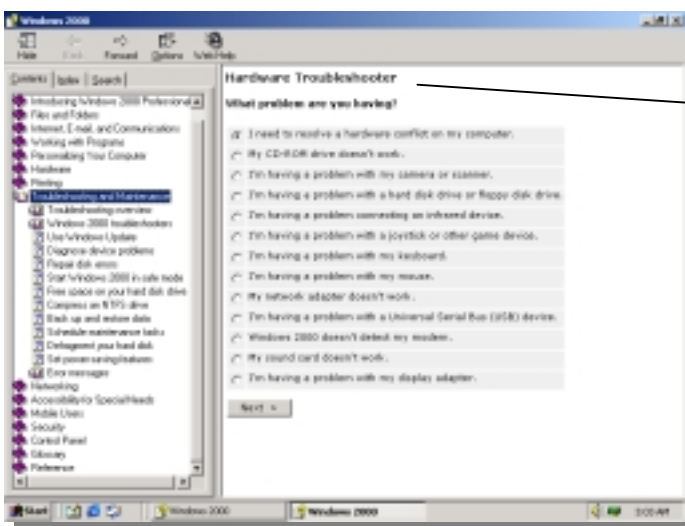 Windows 2000
Hide
Back
Forward
Options
Web Help
Contents
Index
Search
Introducing Windows 2000 Professional
Files and Folders
Internet, E-mail, and Communications
Working with Programs
Personalizing Your Computer
Hardware
Printing
Troubleshooting and Maintenance
Troubleshooting overview
Windows 2000 troubleshooters
Use Windows Update
Diagnose device problems
Repair disk errors
Start Windows 2000 in safe mode
Free space on your hard disk drive
Compress an NTFS drive
Back up and restore data
Schedule maintenance tasks
Defragment your hard disk
Set power-saving features
Error messages
Networking
Accessibility for Special Needs
Mobile Users
Security
Control Panel
Glossary
Reference
Hardware Troubleshooter
What problem are you having?
I need to resolve a hardware conflict on my computer.
My CD-ROM drive doesn't work.
I'm having a problem with my camera or scanner.
I'm having a problem with a hard disk drive or floppy disk drive.
I'm having a problem connecting an infrared device.
I'm having a problem with a joystick or other game device.
I'm having a problem with my keyboard.
I'm having a problem with my mouse.
My network adapter doesn't work.
I'm having a problem with a Universal Serial Bus (USB) device.
Windows 2000 doesn't detect my modem.
My sound card doesn't work.
I'm having a problem with my display adapter.
Next >
Start
Windows 2000
Windows 2000